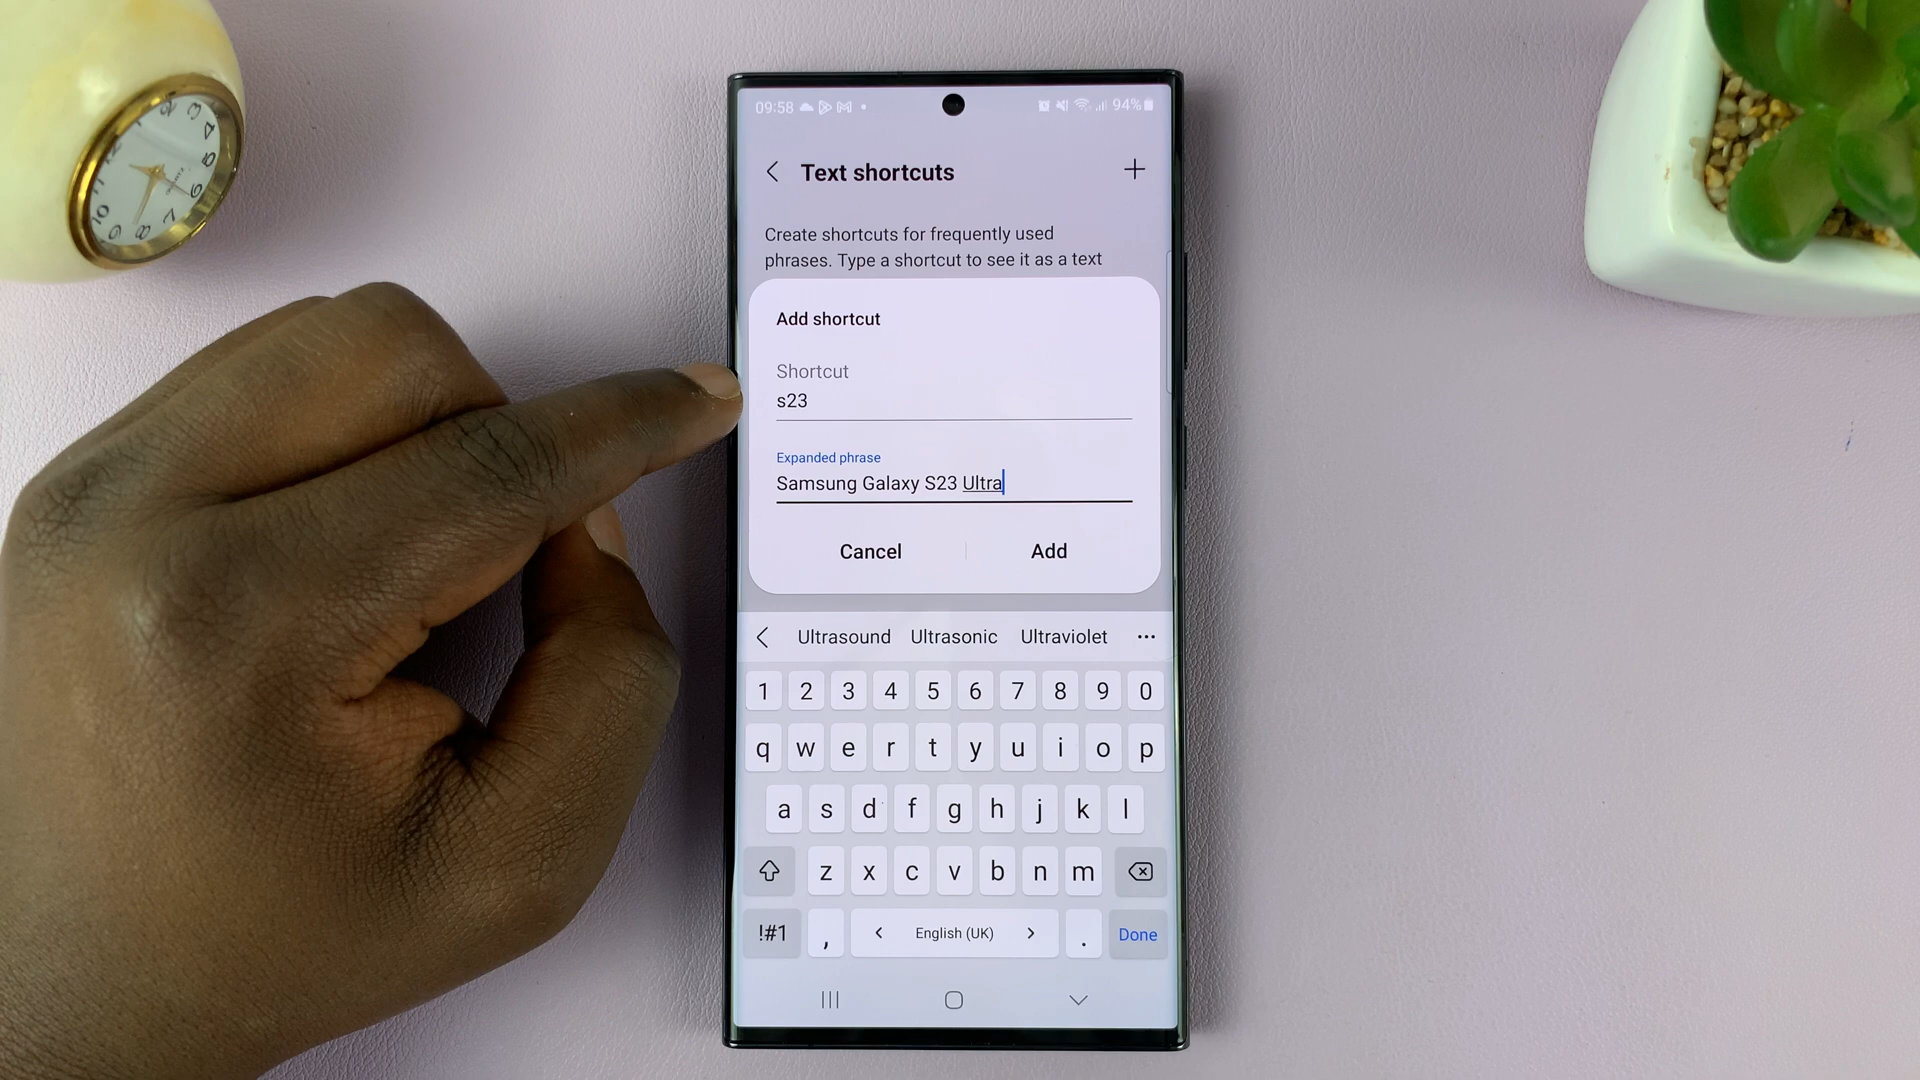 09:58
94%
Text shortcuts
Create shortcuts for frequently used
phrases. Type a shortcut to see it as a text
Add shortcut
Shortcut
s23
Expanded phrase
Samsung Galaxy S23 Ultra
Cancel
Add
Ultrasound Ultrasonic Ultraviolet
1 2 3 4 5 6 7 8 9 0
q w e r t y u i o p
a s d f g h j k l
z x c v b n m
!#1 , < English (UK) > . Done